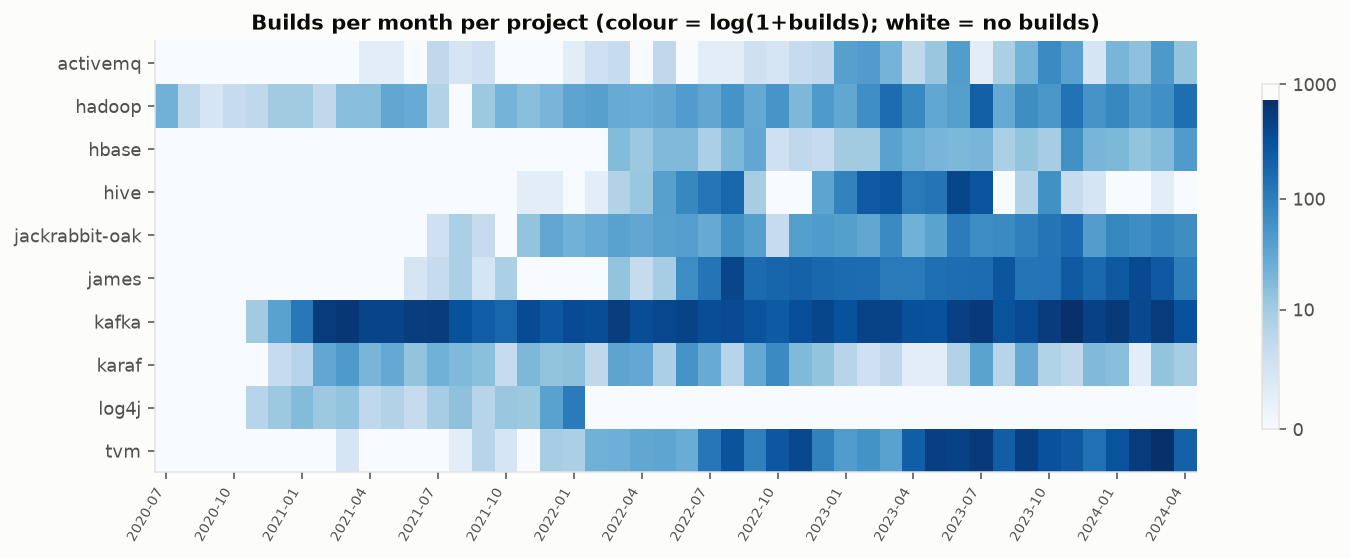 Builds per month per project (colour = log(1+builds); white = no builds)
activemq
hadoop
hbase
hive
jackrabbit-oak
james
kafka
karaf
log4j
tvm
2020-07
2020-10
2021-01
2021-04
2021-07
2021-10
2022-01
2022-04
2022-07
2022-10
2023-01
2023-04
2023-07
2023-10
2024-01
2024-04
1000
100
10
0